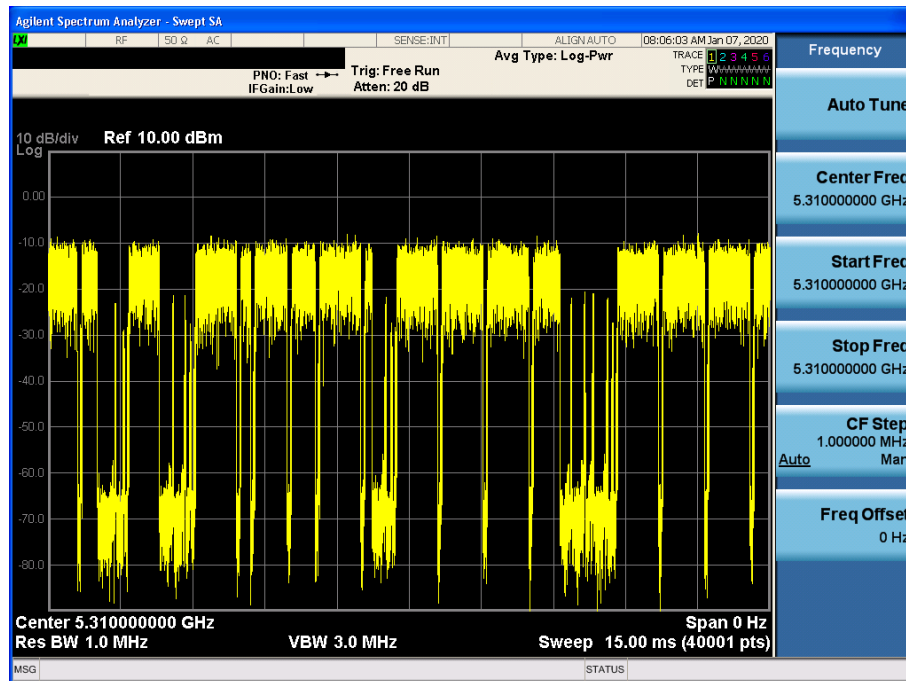 Agilent Spectrum Analyzer - Swept SA
LXI RF 50 Ω AC SENSE:INT ALIGN AUTO 08:06:03 AM Jan 07, 2020
Frequency
Avg Type: Log-Pwr TRACE 1 2 3 4 5 6
PNO: Fast Trig: Free Run TYPE WWWWWW
IFGain:Low Atten: 20 dB DET P N N N N N
Auto Tune
10 dB/div Ref 10.00 dBm
Log
Center Freq
5.310000000 GHz
0.00
-10.0
Start Freq
5.310000000 GHz
-20.0
-30.0
Stop Freq
5.310000000 GHz
-40.0
-50.0
CF Step
1.000000 MHz
Auto Man
-60.0
-70.0
Freq Offset
0 Hz
-80.0
Center 5.310000000 GHz Span 0 Hz
Res BW 1.0 MHz VBW 3.0 MHz Sweep 15.00 ms (40001 pts)
MSG STATUS